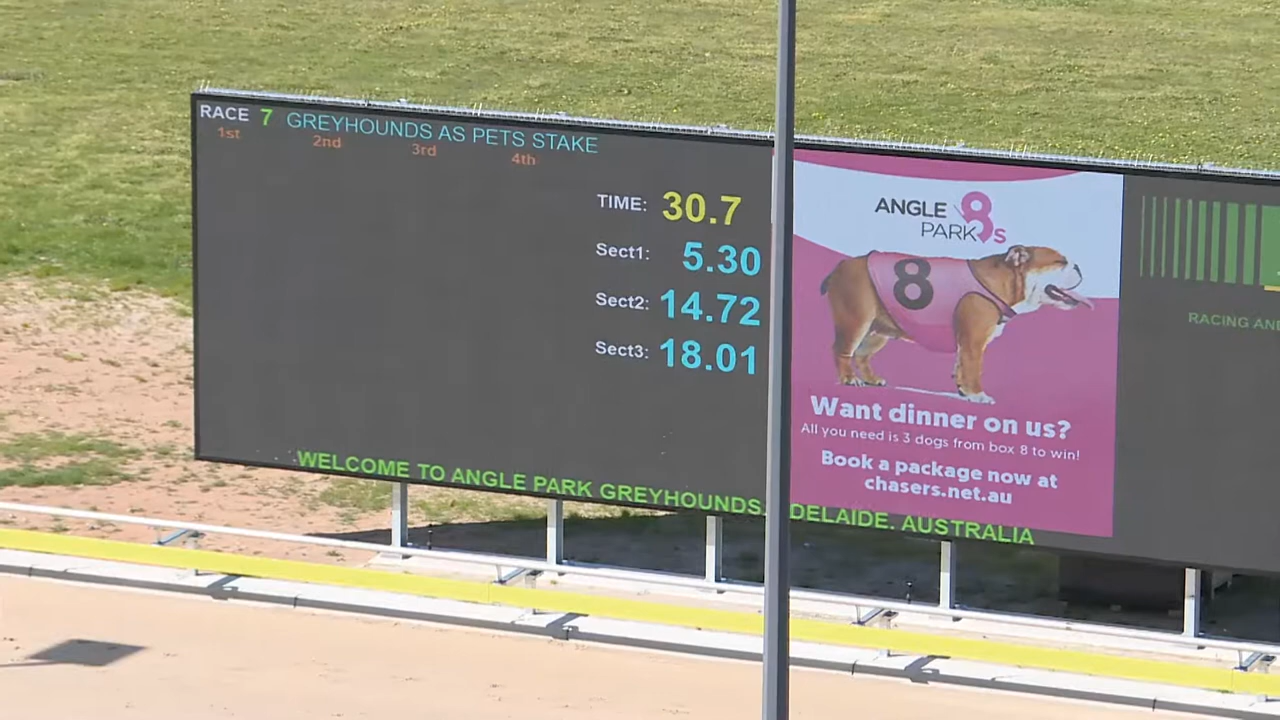 RACE 7 GREYHOUNDS AS PETS STAKE
1st 2nd 3rd 4th
TIME: 30.7
Sect1: 5.30
Sect2: 14.72
Sect3: 18.01
WELCOME TO ANGLE PARK GREYHOUNDS. DELAIDE. AUSTRALIA
ANGLE
PARK 8s
8
Want dinner on us?
All you need is 3 dogs from box 8 to win!
Book a package now at
chasers.net.au
RACING AN